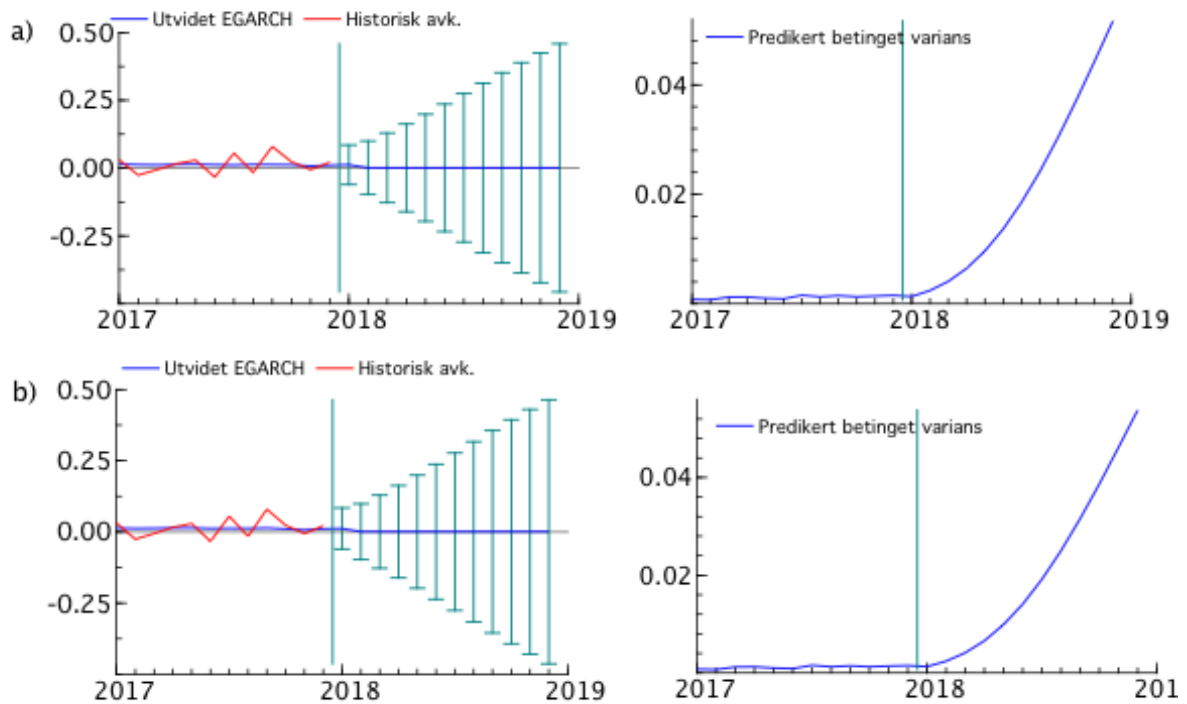 a)
Utvidet EGARCH Historisk avk.
0.50
0.25
0.00
-0.25
2017 2018 2019
Predikert betinget varians
0.04
0.02
2017 2018 2019
b)
Utvidet EGARCH Historisk avk.
0.50
0.25
0.00
-0.25
2017 2018 2019
Predikert betinget varians
0.04
0.02
2017 2018 201